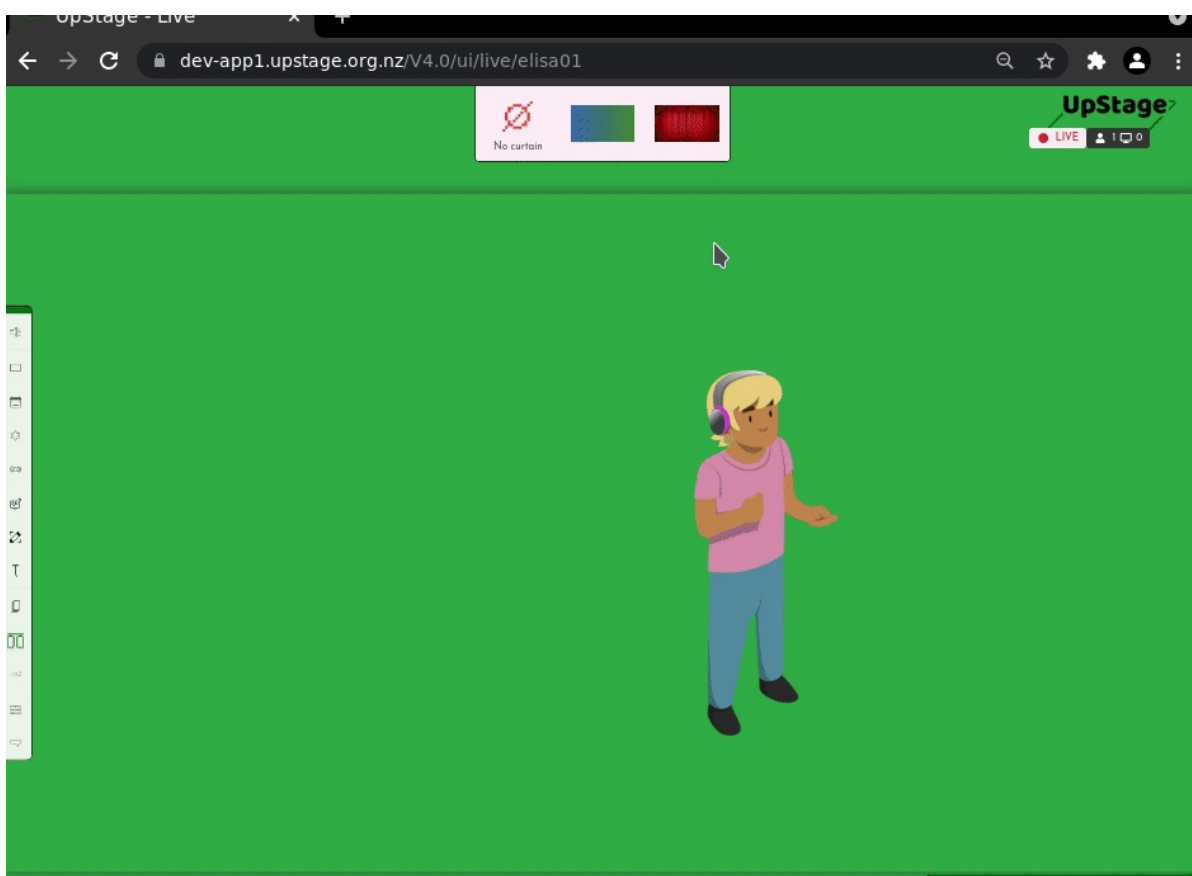 UpStage - Live
dev-app1.upstage.org.nz/V4.0/ui/live/elisa01
No curtain
UpStage
LIVE
1 0